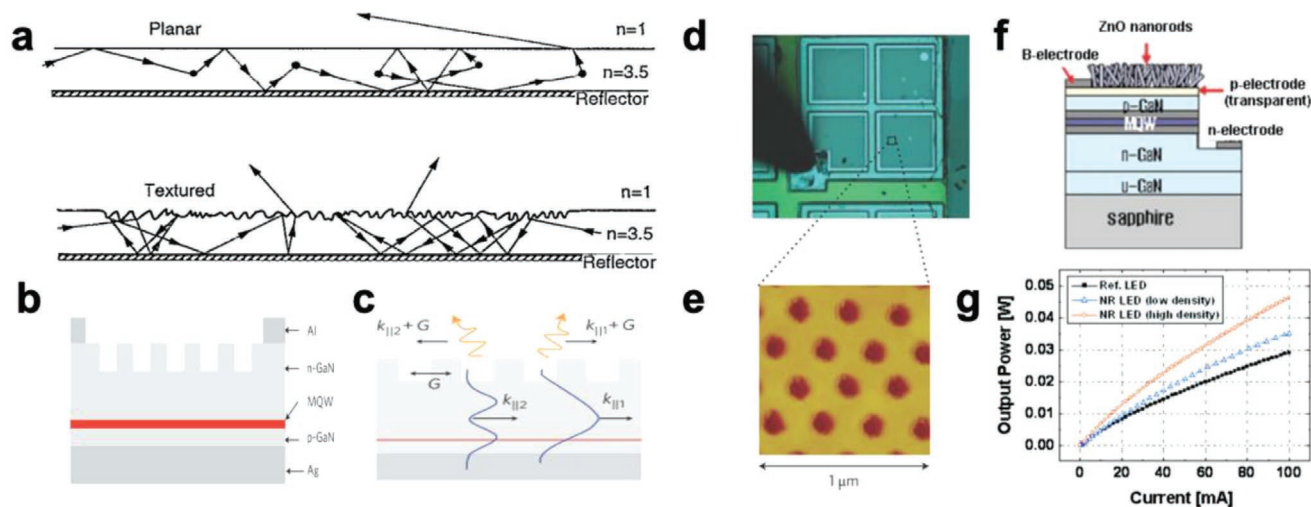 a
Planar
n=1
n=3.5
Reflector
Textured
n=1
n=3.5
Reflector
b
Al
n-GaN
MQW
p-GaN
Ag
c
k||2 + G
k||1 + G
G
k||2
k||1
d
e
1 μm
f
ZnO nanorods
B-electrode
p-electrode
(transparent)
p-GaN
MQW
n-electrode
n-GaN
u-GaN
sapphire
g
Ref. LED
NR LED (low density)
NR LED (high density)
Output Power [W]
0.05
0.04
0.03
0.02
0.01
0.00
0
20
40
60
80
100
Current [mA]